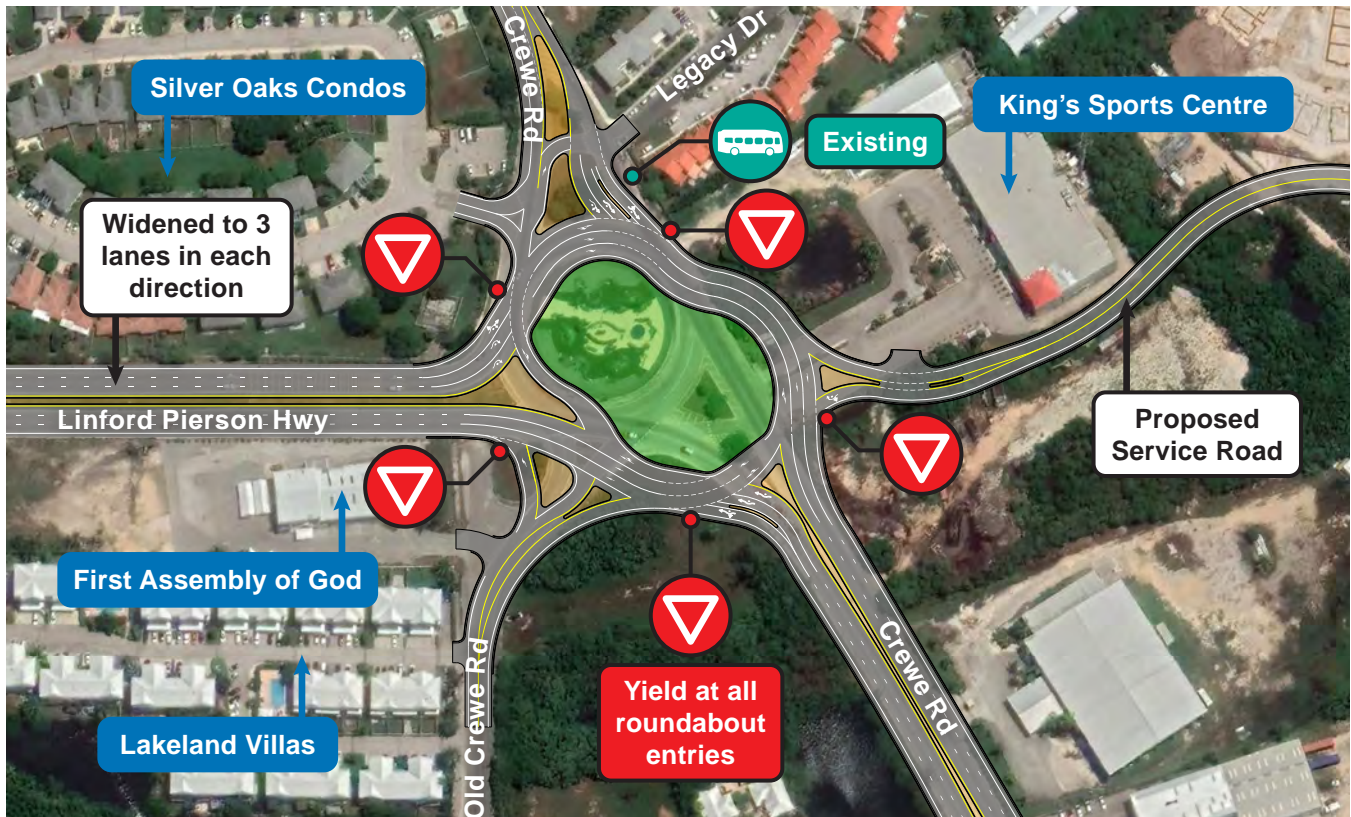 Crewe Rd
Legacy Dr
Silver Oaks Condos
King's Sports Centre
Existing
Widened to 3
lanes in each
direction
Linford Pierson Hwy
Proposed
Service Road
First Assembly of God
Yield at all
roundabout
entries
Crewe Rd
Lakeland Villas
Old Crewe Rd